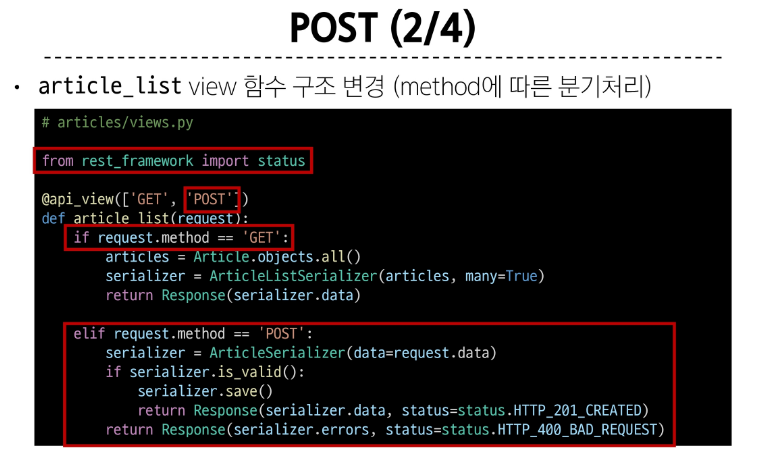 POST (2/4)
• article_list view 함수 구조 변경 (method에 따른 분기처리)
# articles/views.py
from rest_framework import status
@api_view(['GET', 'POST'])
def article_list(request):
    if request.method == 'GET':
        articles = Article.objects.all()
        serializer = ArticleListSerializer(articles, many=True)
        return Response(serializer.data)
    elif request.method == 'POST':
        serializer = ArticleSerializer(data=request.data)
        if serializer.is_valid():
            serializer.save()
            return Response(serializer.data, status=status.HTTP_201_CREATED)
        return Response(serializer.errors, status=status.HTTP_400_BAD_REQUEST)